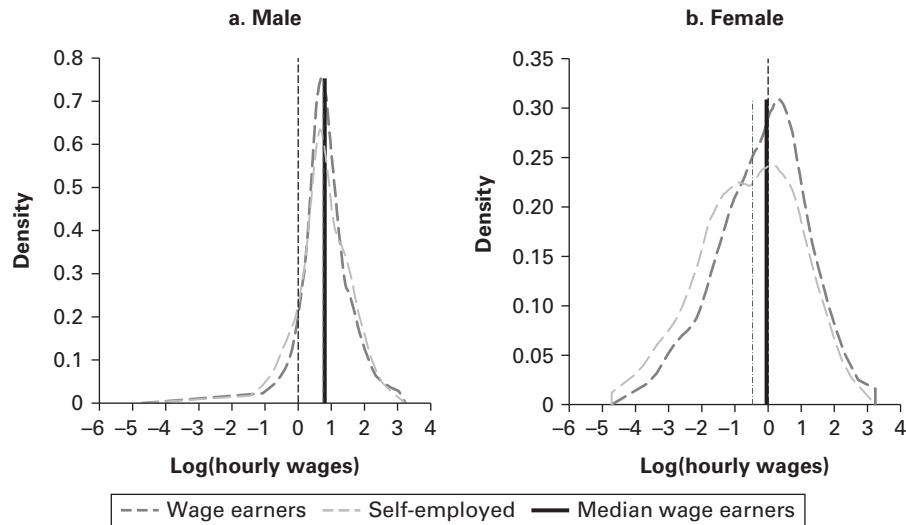 a. Male
Density
0.8
0.7
0.6
0.5
0.4
0.3
0.2
0.1
0
–6 –5 –4 –3 –2 –1 0 1 2 3 4
Log(hourly wages)
b. Female
Density
0.35
0.30
0.25
0.20
0.15
0.10
0.05
0
–6 –5 –4 –3 –2 –1 0 1 2 3 4
Log(hourly wages)
Wage earners Self-employed Median wage earners